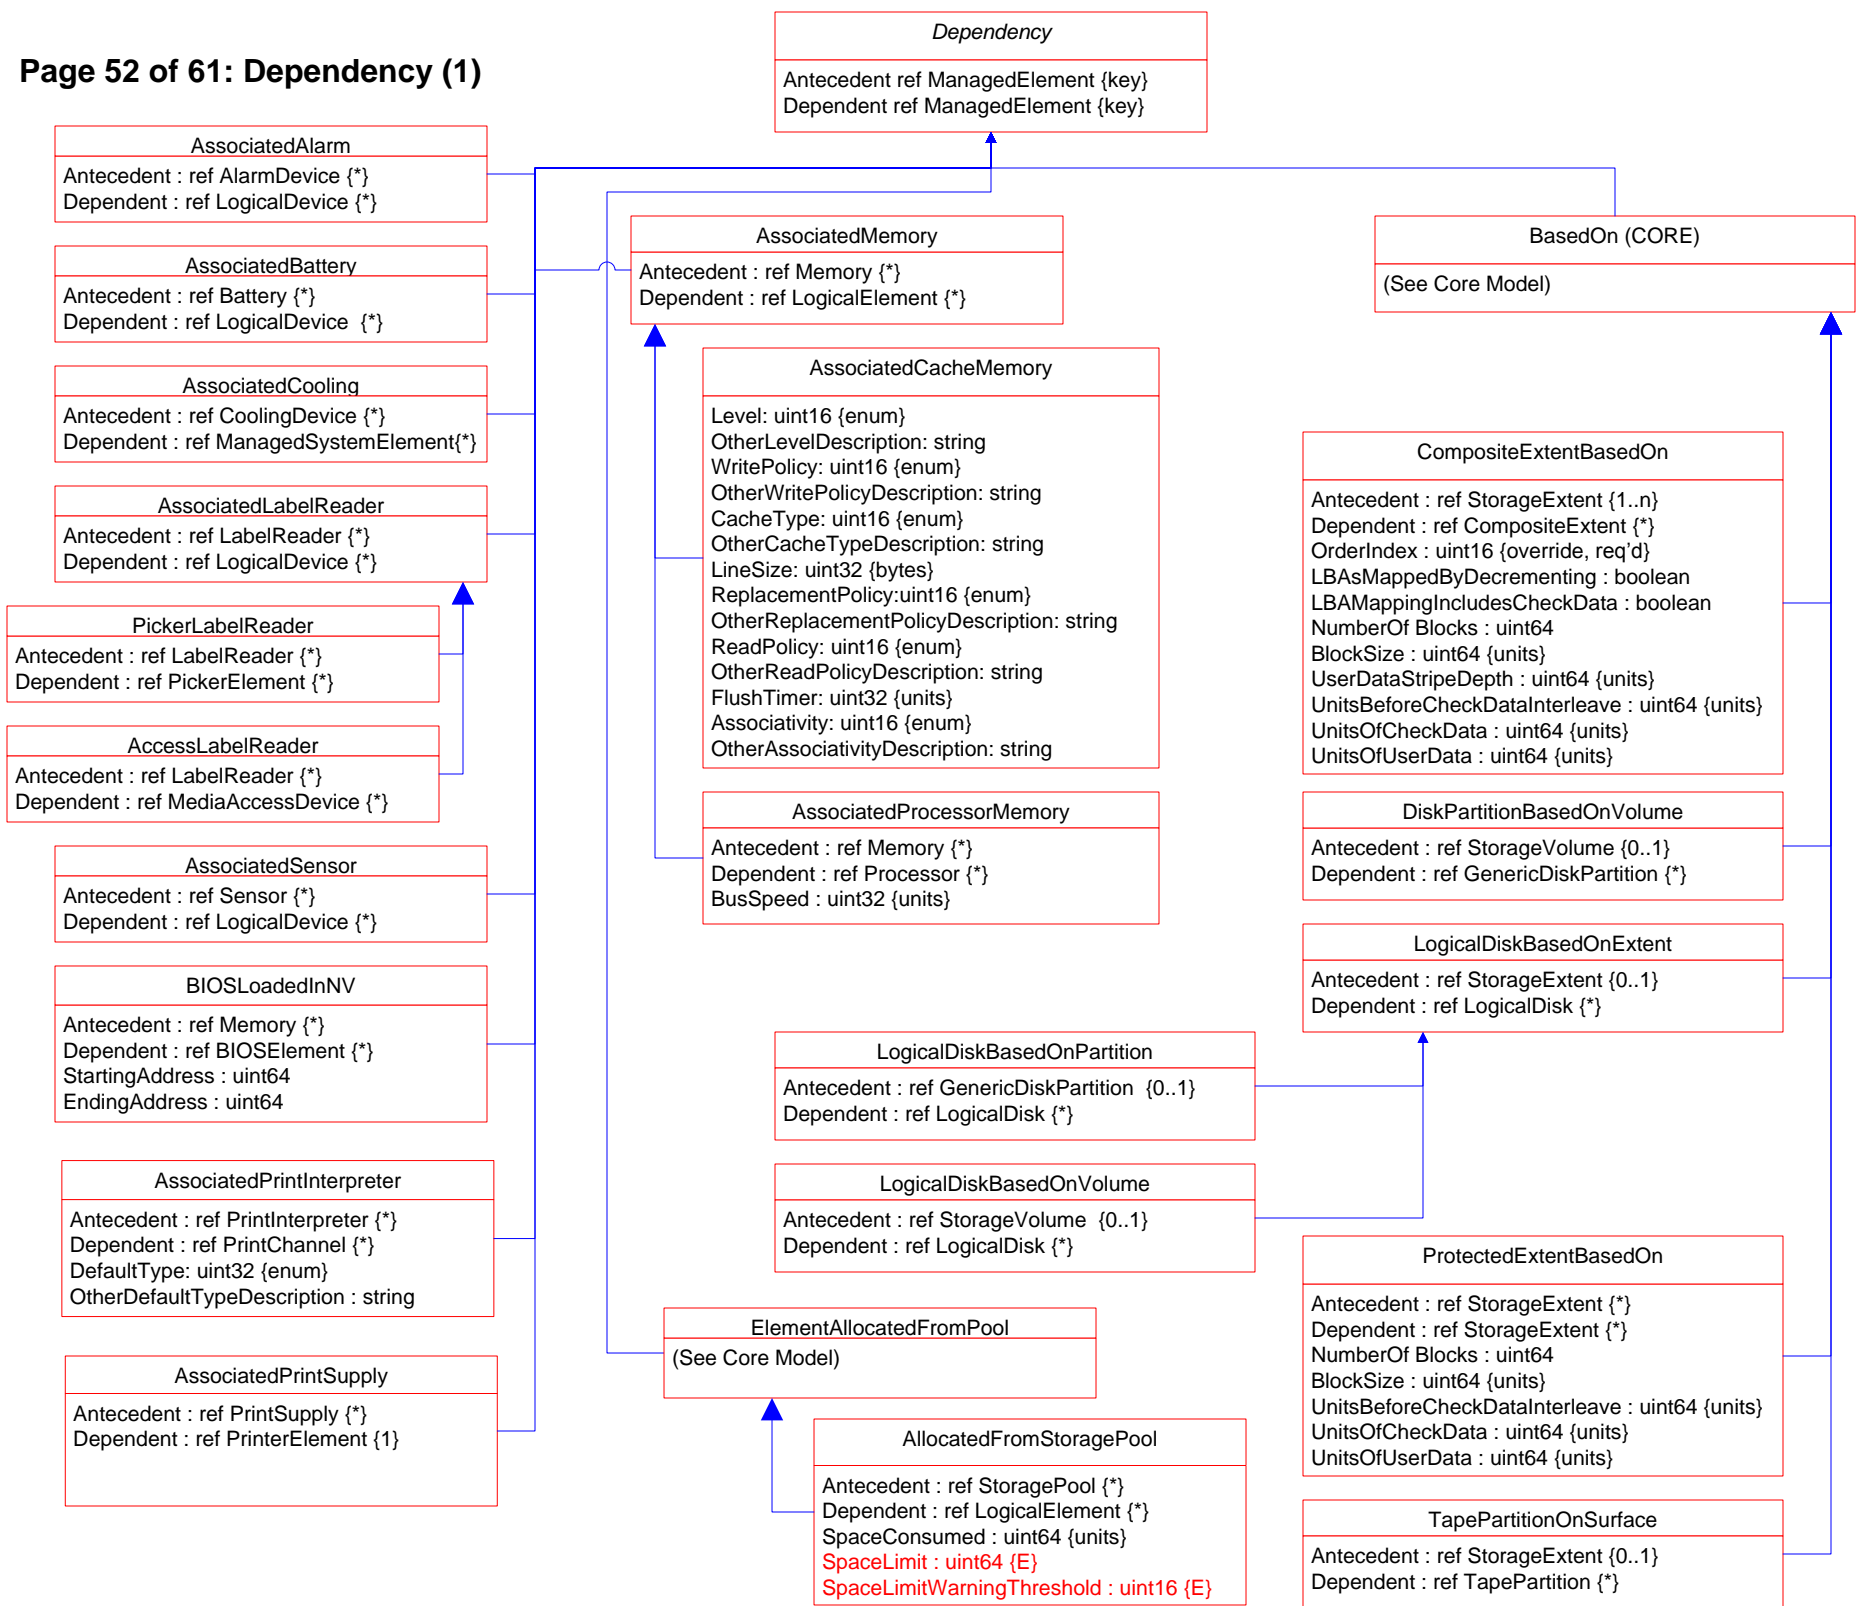 Page 52 of 61: Dependency (1)
Dependency
Antecedent ref ManagedElement {key}
Dependent ref ManagedElement {key}
AssociatedAlarm
Antecedent : ref AlarmDevice {*}
Dependent : ref LogicalDevice {*}
AssociatedBattery
Antecedent : ref Battery {*}
Dependent : ref LogicalDevice  {*}
AssociatedCooling
Antecedent : ref CoolingDevice {*}
Dependent : ref ManagedSystemElement{*}
AssociatedLabelReader
Antecedent : ref LabelReader {*}
Dependent : ref LogicalDevice {*}
PickerLabelReader
Antecedent : ref LabelReader {*}
Dependent : ref PickerElement {*}
AccessLabelReader
Antecedent : ref LabelReader {*}
Dependent : ref MediaAccessDevice {*}
AssociatedSensor
Antecedent : ref Sensor {*}
Dependent : ref LogicalDevice {*}
BIOSLoadedInNV
Antecedent : ref Memory {*}
Dependent : ref BIOSElement {*}
StartingAddress : uint64
EndingAddress : uint64
AssociatedPrintInterpreter
Antecedent : ref PrintInterpreter {*}
Dependent : ref PrintChannel {*}
DefaultType: uint32 {enum}
OtherDefaultTypeDescription : string
AssociatedPrintSupply
Antecedent : ref PrintSupply {*}
Dependent : ref PrinterElement {1}
AssociatedMemory
Antecedent : ref Memory {*}
Dependent : ref LogicalElement {*}
AssociatedCacheMemory
Level: uint16 {enum}
OtherLevelDescription: string
WritePolicy: uint16 {enum}
OtherWritePolicyDescription: string
CacheType: uint16 {enum}
OtherCacheTypeDescription: string
LineSize: uint32 {bytes}
ReplacementPolicy:uint16 {enum}
OtherReplacementPolicyDescription: string
ReadPolicy: uint16 {enum}
OtherReadPolicyDescription: string
FlushTimer: uint32 {units}
Associativity: uint16 {enum}
OtherAssociativityDescription: string
AssociatedProcessorMemory
Antecedent : ref Memory {*}
Dependent : ref Processor {*}
BusSpeed : uint32 {units}
LogicalDiskBasedOnPartition
Antecedent : ref GenericDiskPartition  {0..1}
Dependent : ref LogicalDisk {*}
LogicalDiskBasedOnVolume
Antecedent : ref StorageVolume  {0..1}
Dependent : ref LogicalDisk {*}
ElementAllocatedFromPool
(See Core Model)
AllocatedFromStoragePool
Antecedent : ref StoragePool {*}
Dependent : ref LogicalElement {*}
SpaceConsumed : uint64 {units}
SpaceLimit : uint64 {E}
SpaceLimitWarningThreshold : uint16 {E}
BasedOn (CORE)
(See Core Model)
CompositeExtentBasedOn
Antecedent : ref StorageExtent {1..n}
Dependent : ref CompositeExtent {*}
OrderIndex : uint16 {override, req’d}
LBAsMappedByDecrementing : boolean
LBAMappingIncludesCheckData : boolean
NumberOf Blocks : uint64
BlockSize : uint64 {units}
UserDataStripeDepth : uint64 {units}
UnitsBeforeCheckDataInterleave : uint64 {units}
UnitsOfCheckData : uint64 {units}
UnitsOfUserData : uint64 {units}
DiskPartitionBasedOnVolume
Antecedent : ref StorageVolume {0..1}
Dependent : ref GenericDiskPartition {*}
LogicalDiskBasedOnExtent
Antecedent : ref StorageExtent {0..1}
Dependent : ref LogicalDisk {*}
ProtectedExtentBasedOn
Antecedent : ref StorageExtent {*}
Dependent : ref StorageExtent {*}
NumberOf Blocks : uint64
BlockSize : uint64 {units}
UnitsBeforeCheckDataInterleave : uint64 {units}
UnitsOfCheckData : uint64 {units}
UnitsOfUserData : uint64 {units}
TapePartitionOnSurface
Antecedent : ref StorageExtent {0..1}
Dependent : ref TapePartition {*}